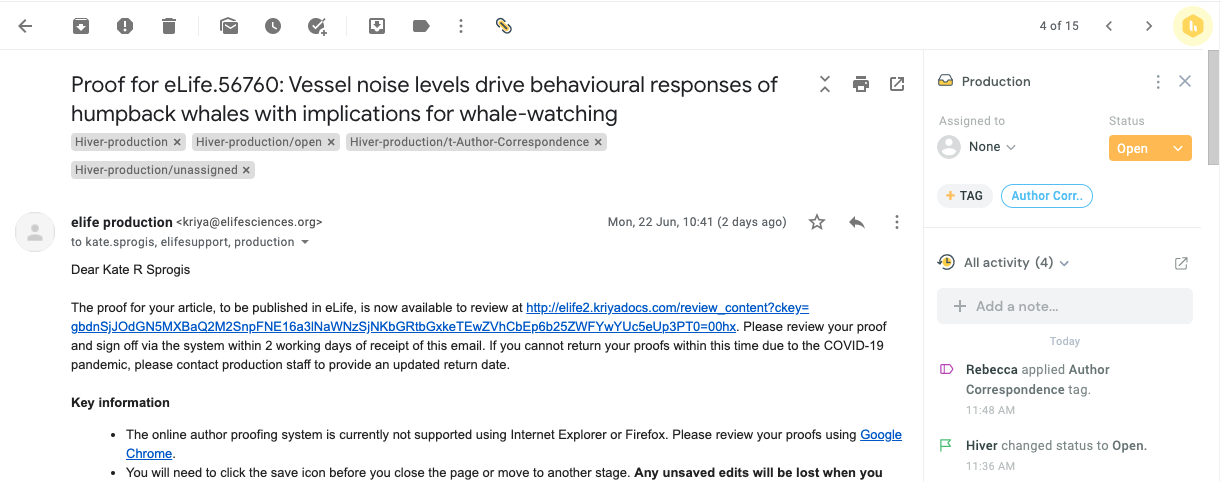 4 of 15
Proof for eLife.56760: Vessel noise levels drive behavioural responses of
humpback whales with implications for whale-watching
Hiver-production ×
Hiver-production/open ×
Hiver-production/t-Author-Correspondence ×
Hiver-production/unassigned ×
elife production <kriya@elifesciences.org>
Mon, 22 Jun, 10:41 (2 days ago)
to kate.sprogis, elifesupport, production
Dear Kate R Sprogis
The proof for your article, to be published in eLife, is now available to review at http://elife2.kriyadocs.com/review_content?ckey=
gbdnSjJOdGN5MXBaQ2M2SnpFNE16a3lNaWNzSjNKbGRtbGxkeTEwZVhCbEp6b25ZWFYwYUc5eUp3PT0=00hx. Please review your proof
and sign off via the system within 2 working days of receipt of this email. If you cannot return your proofs within this time due to the COVID-19
pandemic, please contact production staff to provide an updated return date.
Key information
• The online author proofing system is currently not supported using Internet Explorer or Firefox. Please review your proofs using Google
Chrome.
• You will need to click the save icon before you close the page or move to another stage. Any unsaved edits will be lost when you
Production
Assigned to
Status
None
Open
+ TAG
Author Corr..
All activity (4)
+ Add a note...
Today
Rebecca applied Author
Correspondence tag.
11:48 AM
Hiver changed status to Open.
11:36 AM